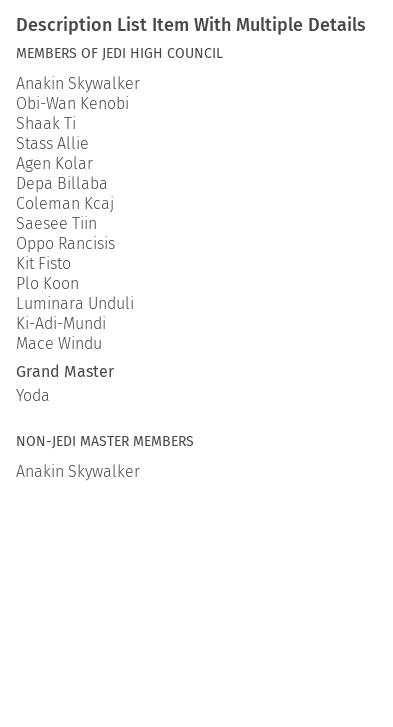 Description List Item With Multiple Details
MEMBERS OF JEDI HIGH COUNCIL
Anakin Skywalker
Obi-Wan Kenobi
Shaak Ti
Stass Allie
Agen Kolar
Depa Billaba
Coleman Kcaj
Saesee Tiin
Oppo Rancisis
Kit Fisto
Plo Koon
Luminara Unduli
Ki-Adi-Mundi
Mace Windu
Grand Master
Yoda
NON-JEDI MASTER MEMBERS
Anakin Skywalker